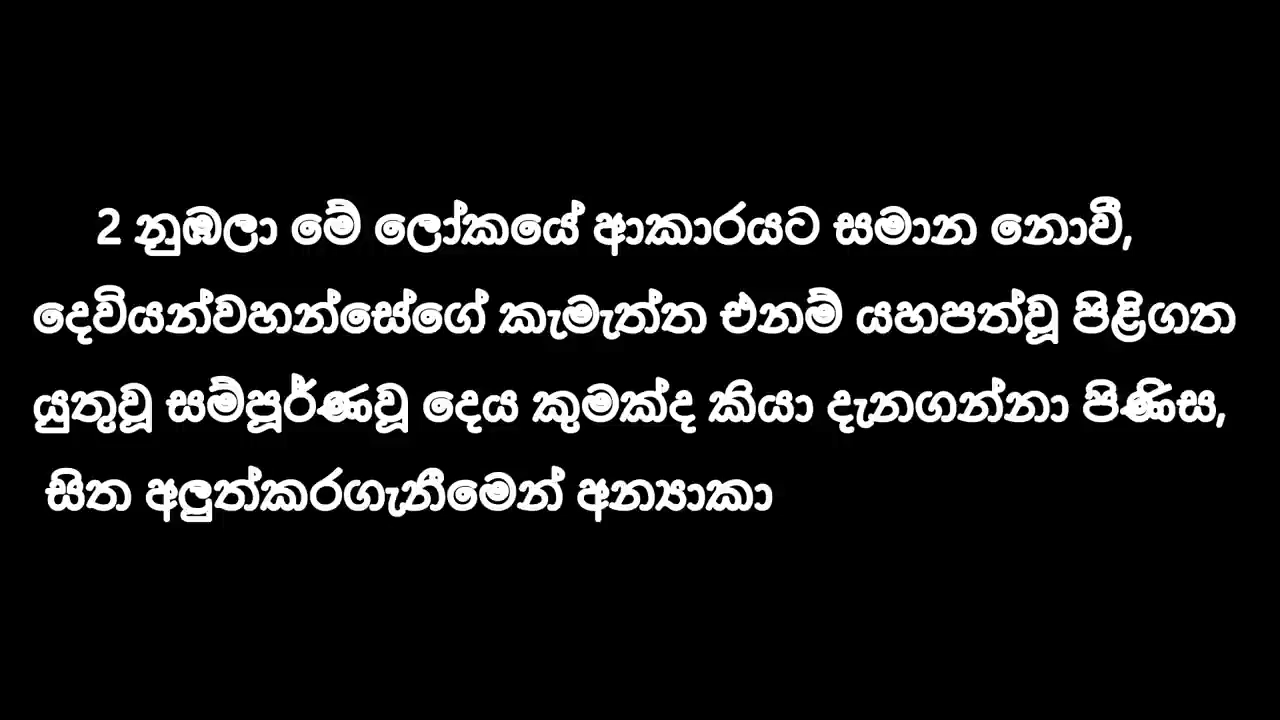 2 නුඹලා මේ ලෝකයේ ආකාරයට සමාන නොවී,
දෙවියන්වහන්සේගේ කැමැත්ත එනම් යහපත්වූ පිළිගත
යුතුවූ සම්පූර්ණවූ දෙය කුමක්ද කියා දැනගන්නා පිණිස,
සිත අලුත්කරගැනීමෙන් අන්‍යාකා